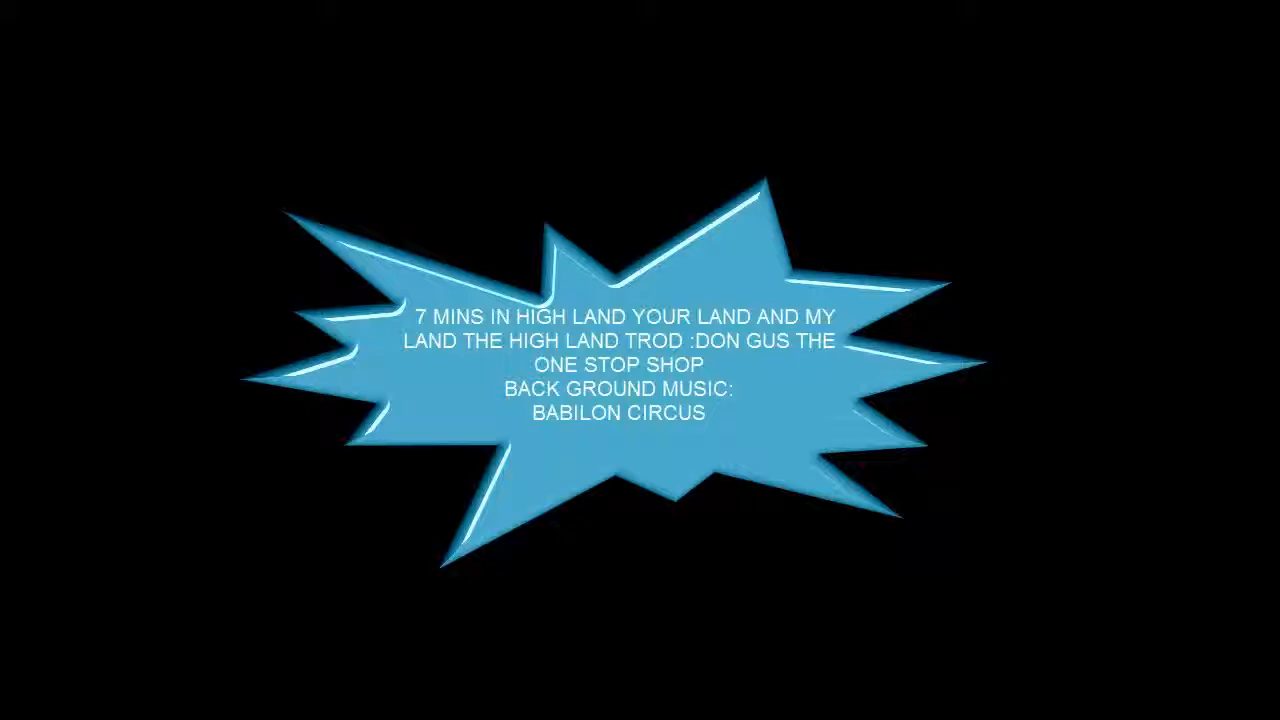 7 MINS IN HIGH LAND YOUR LAND AND MY
LAND THE HIGH LAND TROD :DON GUS THE
ONE STOP SHOP
BACK GROUND MUSIC:
BABILON CIRCUS